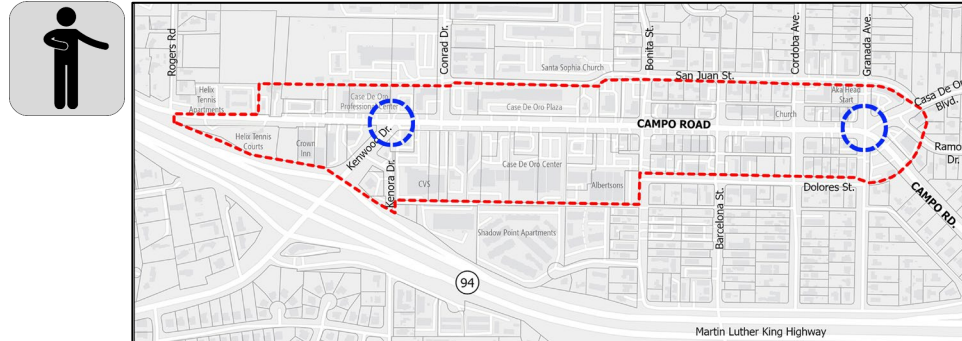 Rogers Rd
Conrad Dr.
Bonita St.
Cordoba Ave.
Granada Ave.
Santa Sophia Church
San Juan St.
Helix
Tennis
Apartments
Case De Oro
Professional Center
Case De Oro Plaza
Aka Head
Start
Casa De Oro
Blvd.
CAMPO ROAD
Church
Helix Tennis
Courts
Crown
Inn
Kenwood Dr.
Kenora Dr.
CVS
Case De Oro Center
Albertsons
Ramo
Dr.
Dolores St.
CAMPO RD.
Barcelona St.
Shadow Point Apartments
94
Martin Luther King Highway